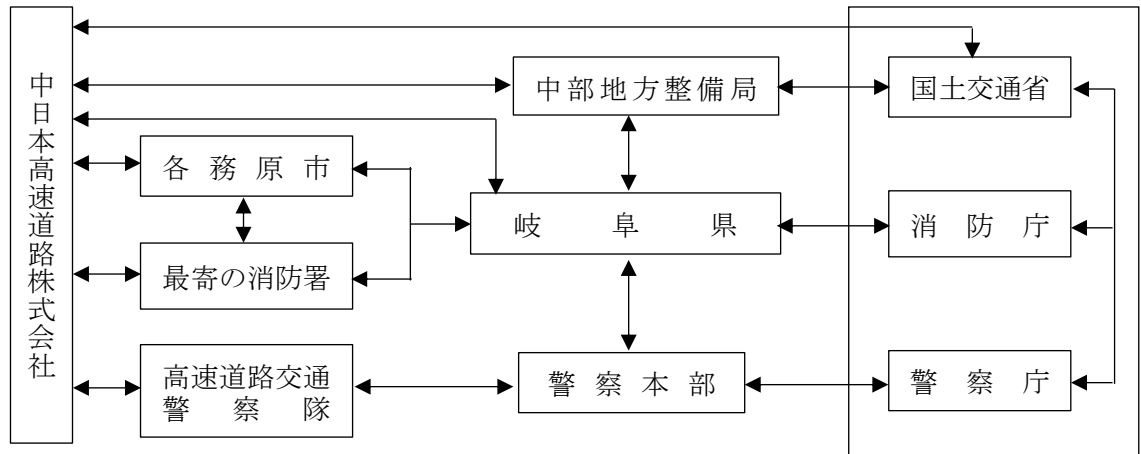 中日本高速道路株式会社
中部地方整備局
国土交通省
各務原市
岐阜県
消防庁
最寄の消防署
高速道路交通
警察隊
警察本部
警察庁